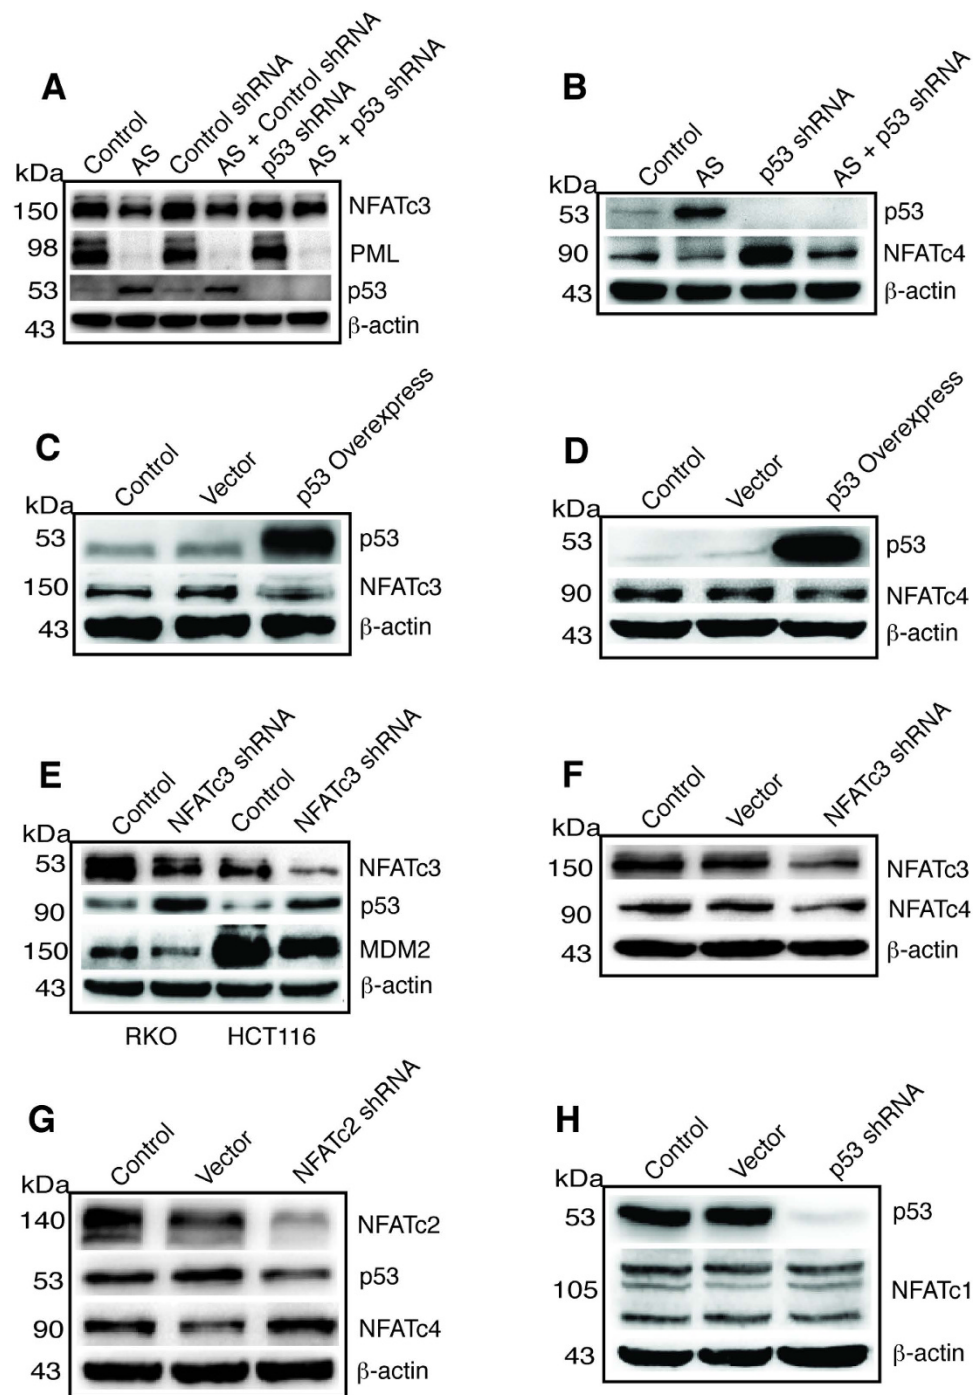 A
Control
AS
Control shRNA
AS + Control shRNA
p53 shRNA
AS + p53 shRNA
kDa
150 NFATc3
98 PML
53 p53
43 β-actin
B
Control
AS
p53 shRNA
AS + p53 shRNA
kDa
53 p53
90 NFATc4
43 β-actin
C
Control
Vector
p53 Overexpress
kDa
53 p53
150 NFATc3
43 β-actin
D
Control
Vector
p53 Overexpress
kDa
53 p53
90 NFATc4
43 β-actin
E
Control
NFATc3 shRNA
Control
NFATc3 shRNA
kDa
53 NFATc3
90 p53
150 MDM2
43 β-actin
RKO HCT116
F
Control
Vector
NFATc3 shRNA
kDa
150 NFATc3
90 NFATc4
43 β-actin
G
Control
Vector
NFATc2 shRNA
kDa
140 NFATc2
53 p53
90 NFATc4
43 β-actin
H
Control
Vector
p53 shRNA
kDa
53 p53
105 NFATc1
43 β-actin